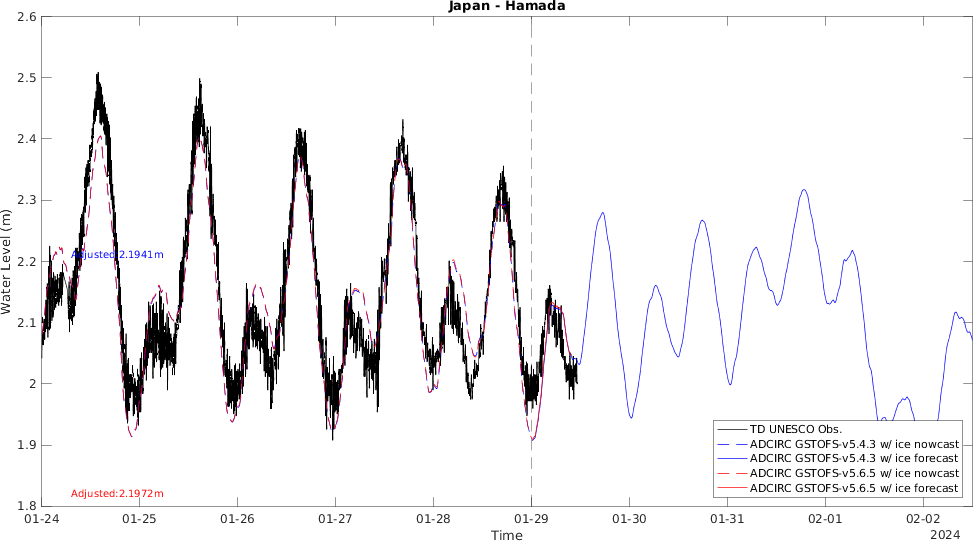 Japan - Hamada
2.6
2.5
2.4
2.3
2.2
2.1
2
1.9
1.8
Water Level (m)
Adjusted:2.1941m
Adjusted:2.1972m
TD UNESCO Obs.
ADCIRC GSTOFS-v5.4.3 w/ ice nowcast
ADCIRC GSTOFS-v5.4.3 w/ ice forecast
ADCIRC GSTOFS-v5.6.5 w/ ice nowcast
ADCIRC GSTOFS-v5.6.5 w/ ice forecast
01-24 01-25 01-26 01-27 01-28 01-29 01-30 01-31 02-01 02-02
Time
2024